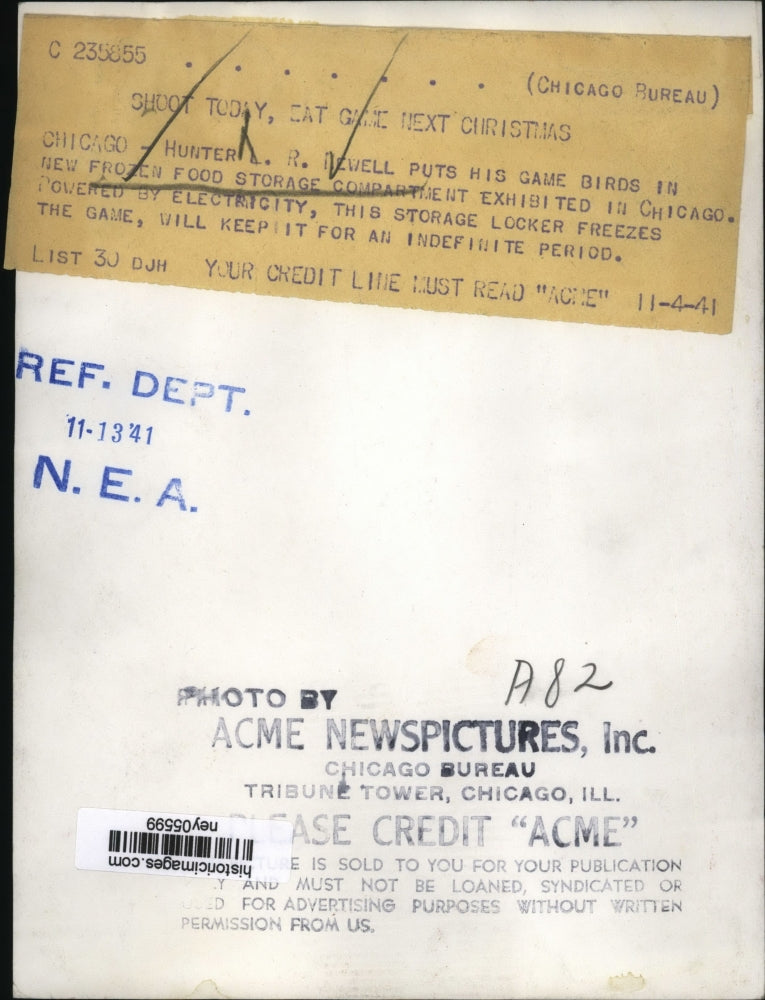 C 235855
(CHICAGO BUREAU)
SHOOT TODAY, EAT GAME NEXT CHRISTMAS
CHICAGO - HUNTER L. R. NEWELL PUTS HIS GAME BIRDS IN
NEW FROZEN FOOD STORAGE COMPARTMENT EXHIBITED IN CHICAGO.
POWERED BY ELECTRICITY, THIS STORAGE LOCKER FREEZES
THE GAME, WILL KEEP IT FOR AN INDEFINITE PERIOD.
LIST 30 DJH YOUR CREDIT LINE MUST READ "ACME" 11-4-41
REF. DEPT.
11-13 '41
N. E. A.
A82
PHOTO BY
ACME NEWSPICTURES, Inc.
CHICAGO BUREAU
TRIBUNE TOWER, CHICAGO, ILL.
PLEASE CREDIT "ACME"
IS SOLD TO YOU FOR YOUR PUBLICATION
AND MUST NOT BE LOANED, SYNDICATED OR
USED FOR ADVERTISING PURPOSES WITHOUT WRITTEN
PERMISSION FROM US.
historicimages.com
ney05599